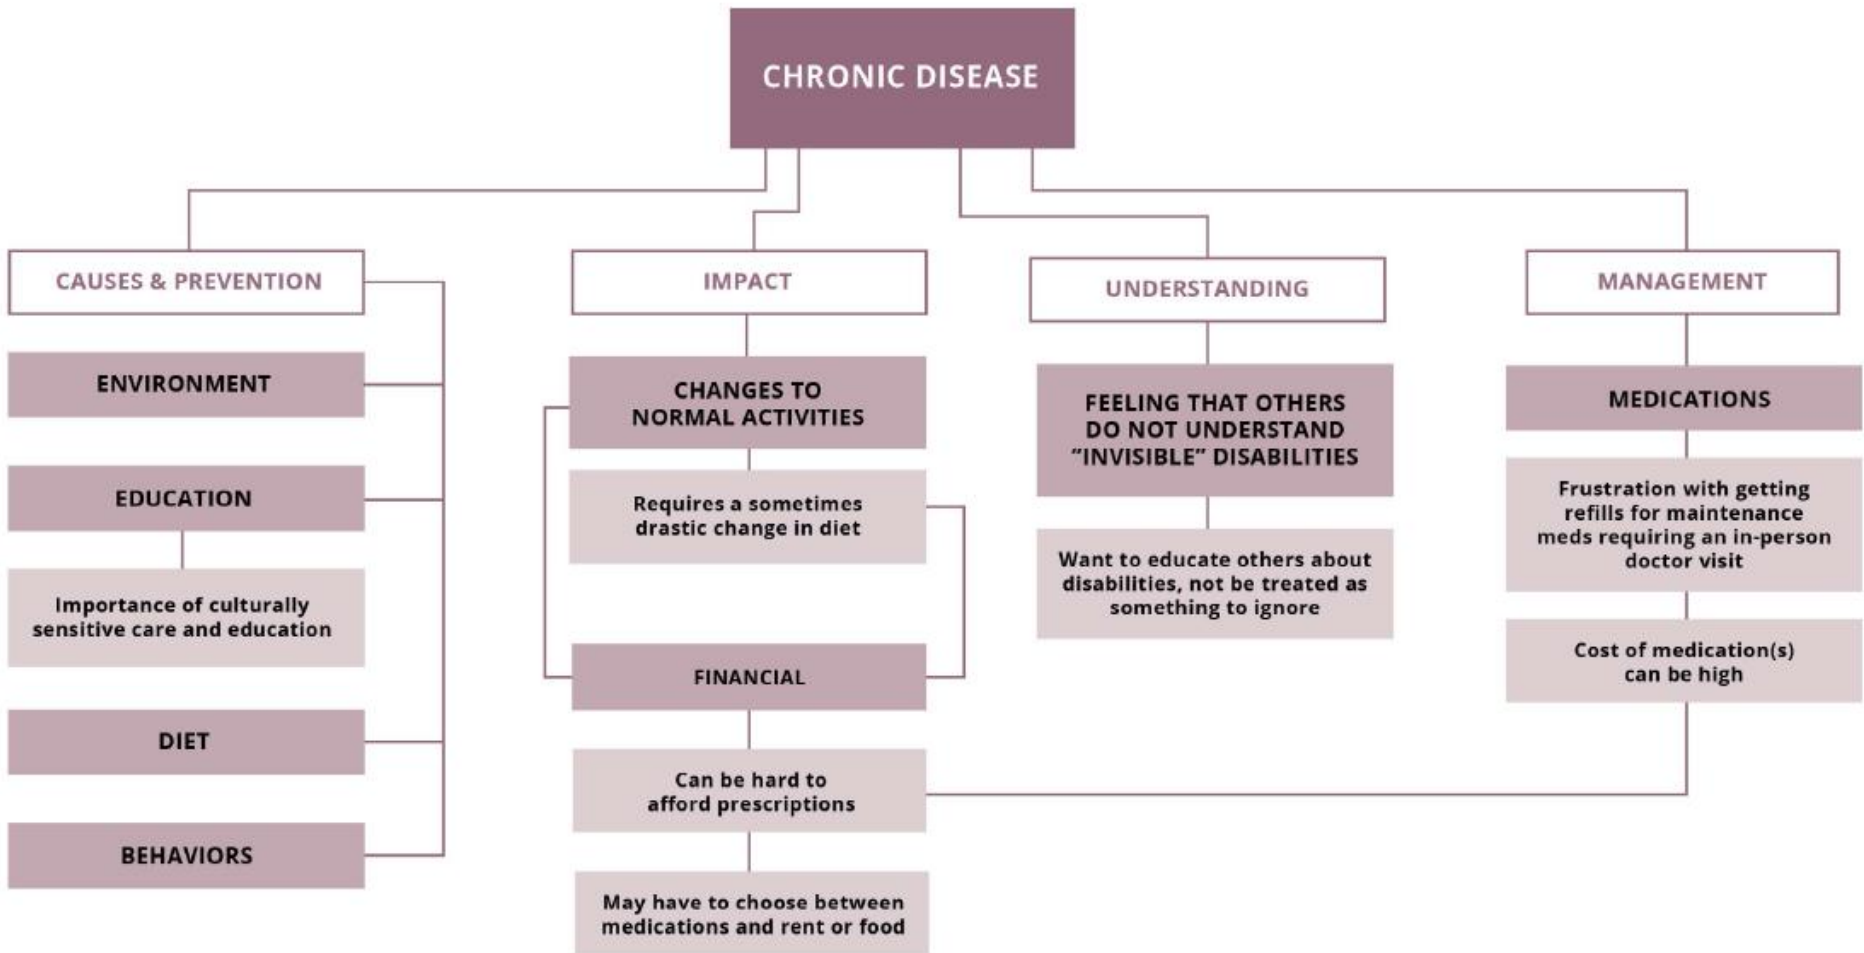 CHRONIC DISEASE
CAUSES & PREVENTION
ENVIRONMENT
EDUCATION
Importance of culturally
sensitive care and education
DIET
BEHAVIORS
IMPACT
CHANGES TO
NORMAL ACTIVITIES
Requires a sometimes
drastic change in diet
FINANCIAL
Can be hard to
afford prescriptions
May have to choose between
medications and rent or food
UNDERSTANDING
FEELING THAT OTHERS
DO NOT UNDERSTAND
“INVISIBLE” DISABILITIES
Want to educate others about
disabilities, not be treated as
something to ignore
MANAGEMENT
MEDICATIONS
Frustration with getting
refills for maintenance
meds requiring an in-person
doctor visit
Cost of medication(s)
can be high